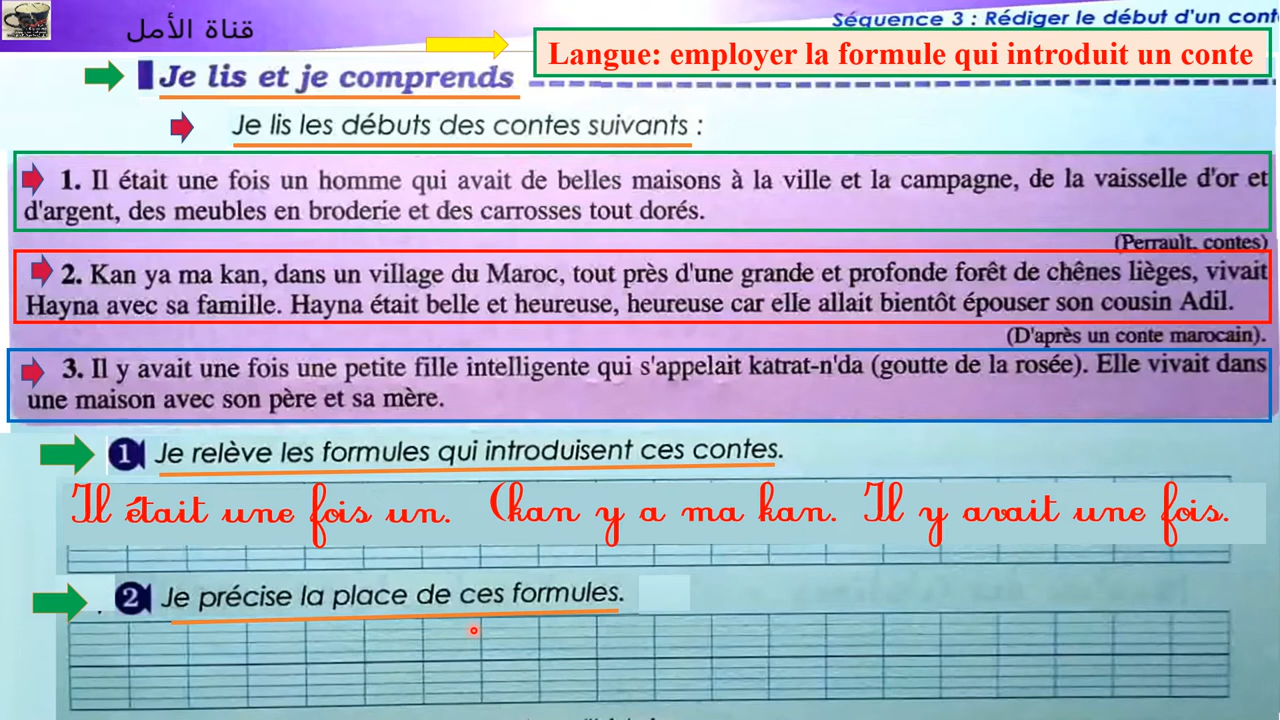 قناة الأمل
Séquence 3 : Rédiger le début d'un cont
Langue: employer la formule qui introduit un conte
Je lis et je comprends
Je lis les débuts des contes suivants :
1. Il était une fois un homme qui avait de belles maisons à la ville et la campagne, de la vaisselle d'or et
d'argent, des meubles en broderie et des carrosses tout dorés.
(Perrault, contes)
2. Kan ya ma kan, dans un village du Maroc, tout près d'une grande et profonde forêt de chênes lièges, vivait
Hayna avec sa famille. Hayna était belle et heureuse, heureuse car elle allait bientôt épouser son cousin Adil.
(D'après un conte marocain).
3. Il y avait une fois une petite fille intelligente qui s'appelait katrat-n'da (goutte de la rosée). Elle vivait dans
une maison avec son père et sa mère.
1 Je relève les formules qui introduisent ces contes.
Il était une fois un. Kan y a ma kan. Il y avait une fois.
2 Je précise la place de ces formules.